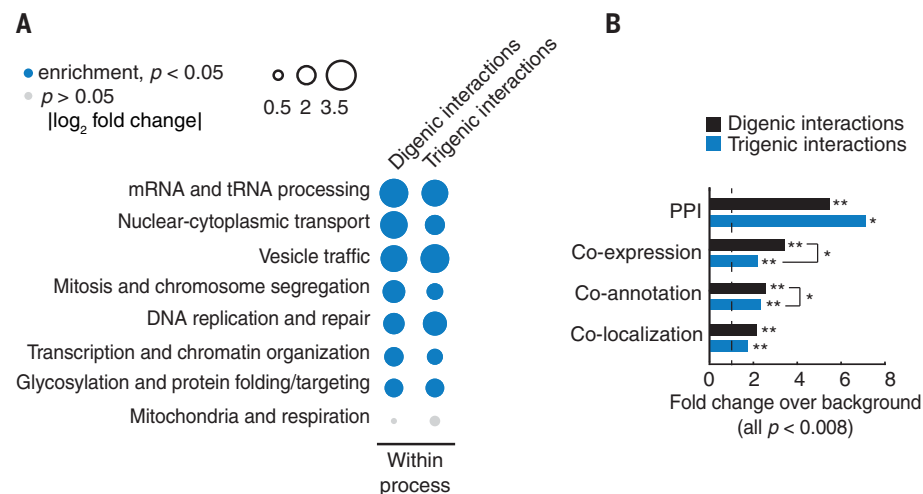 A
enrichment, p < 0.05
p > 0.05
|log2 fold change|
0.5 2 3.5
Digenic interactions
Trigenic interactions
mRNA and tRNA processing
Nuclear-cytoplasmic transport
Vesicle traffic
Mitosis and chromosome segregation
DNA replication and repair
Transcription and chromatin organization
Glycosylation and protein folding/targeting
Mitochondria and respiration
Within
process
B
Digenic interactions
Trigenic interactions
PPI ** *
Co-expression ** ** *
Co-annotation ** ** *
Co-localization ** **
0 2 4 6 8
Fold change over background
(all p < 0.008)